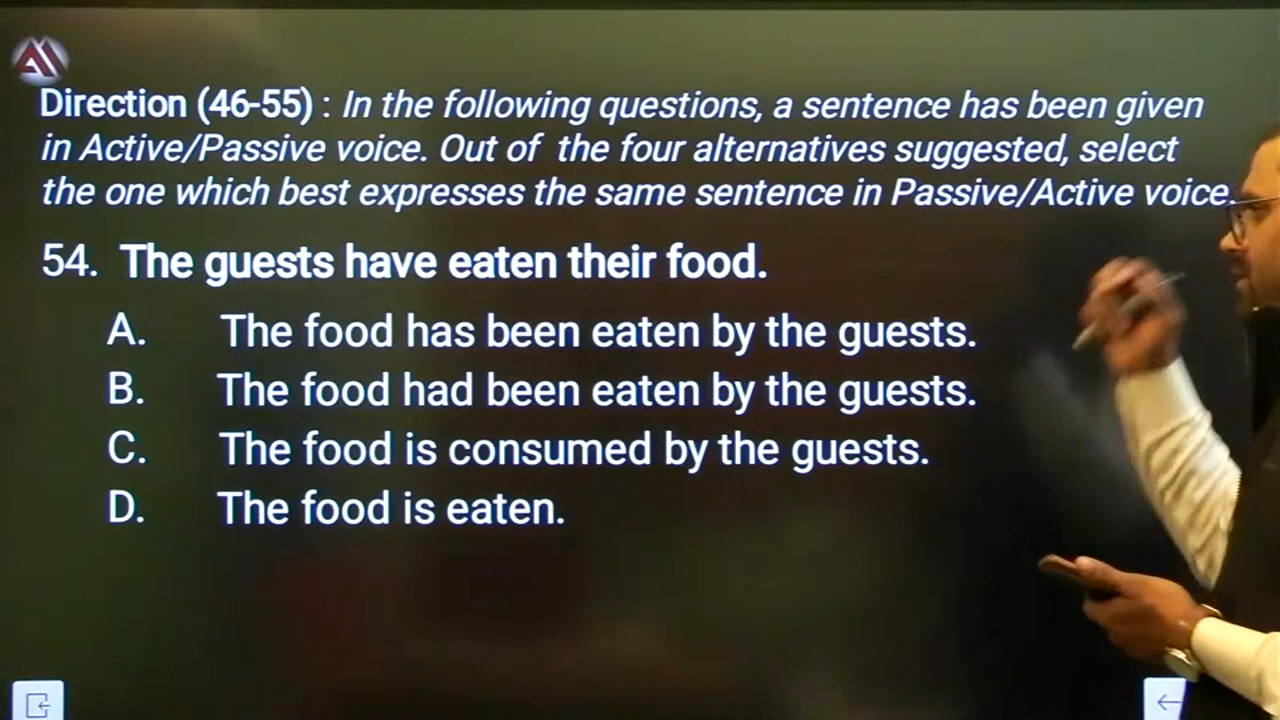 Direction (46-55) : In the following questions, a sentence has been given
in Active/Passive voice. Out of the four alternatives suggested, select
the one which best expresses the same sentence in Passive/Active voice.
54. The guests have eaten their food.
A. The food has been eaten by the guests.
B. The food had been eaten by the guests.
C. The food is consumed by the guests.
D. The food is eaten.